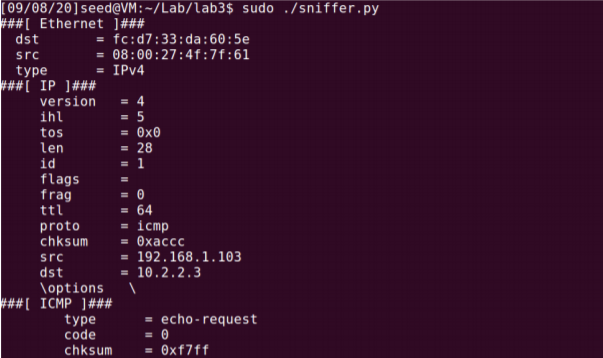 [09/08/20]seed@VM:~/Lab/lab3$ sudo ./sniffer.py
###[ Ethernet ]###
  dst       = fc:d7:33:da:60:5e
  src       = 08:00:27:4f:7f:61
  type      = IPv4
###[ IP ]###
     version   = 4
     ihl       = 5
     tos       = 0x0
     len       = 28
     id        = 1
     flags     =
     frag      = 0
     ttl       = 64
     proto     = icmp
     chksum    = 0xaccc
     src       = 192.168.1.103
     dst       = 10.2.2.3
     \options   \
###[ ICMP ]###
        type      = echo-request
        code      = 0
        chksum    = 0xf7ff